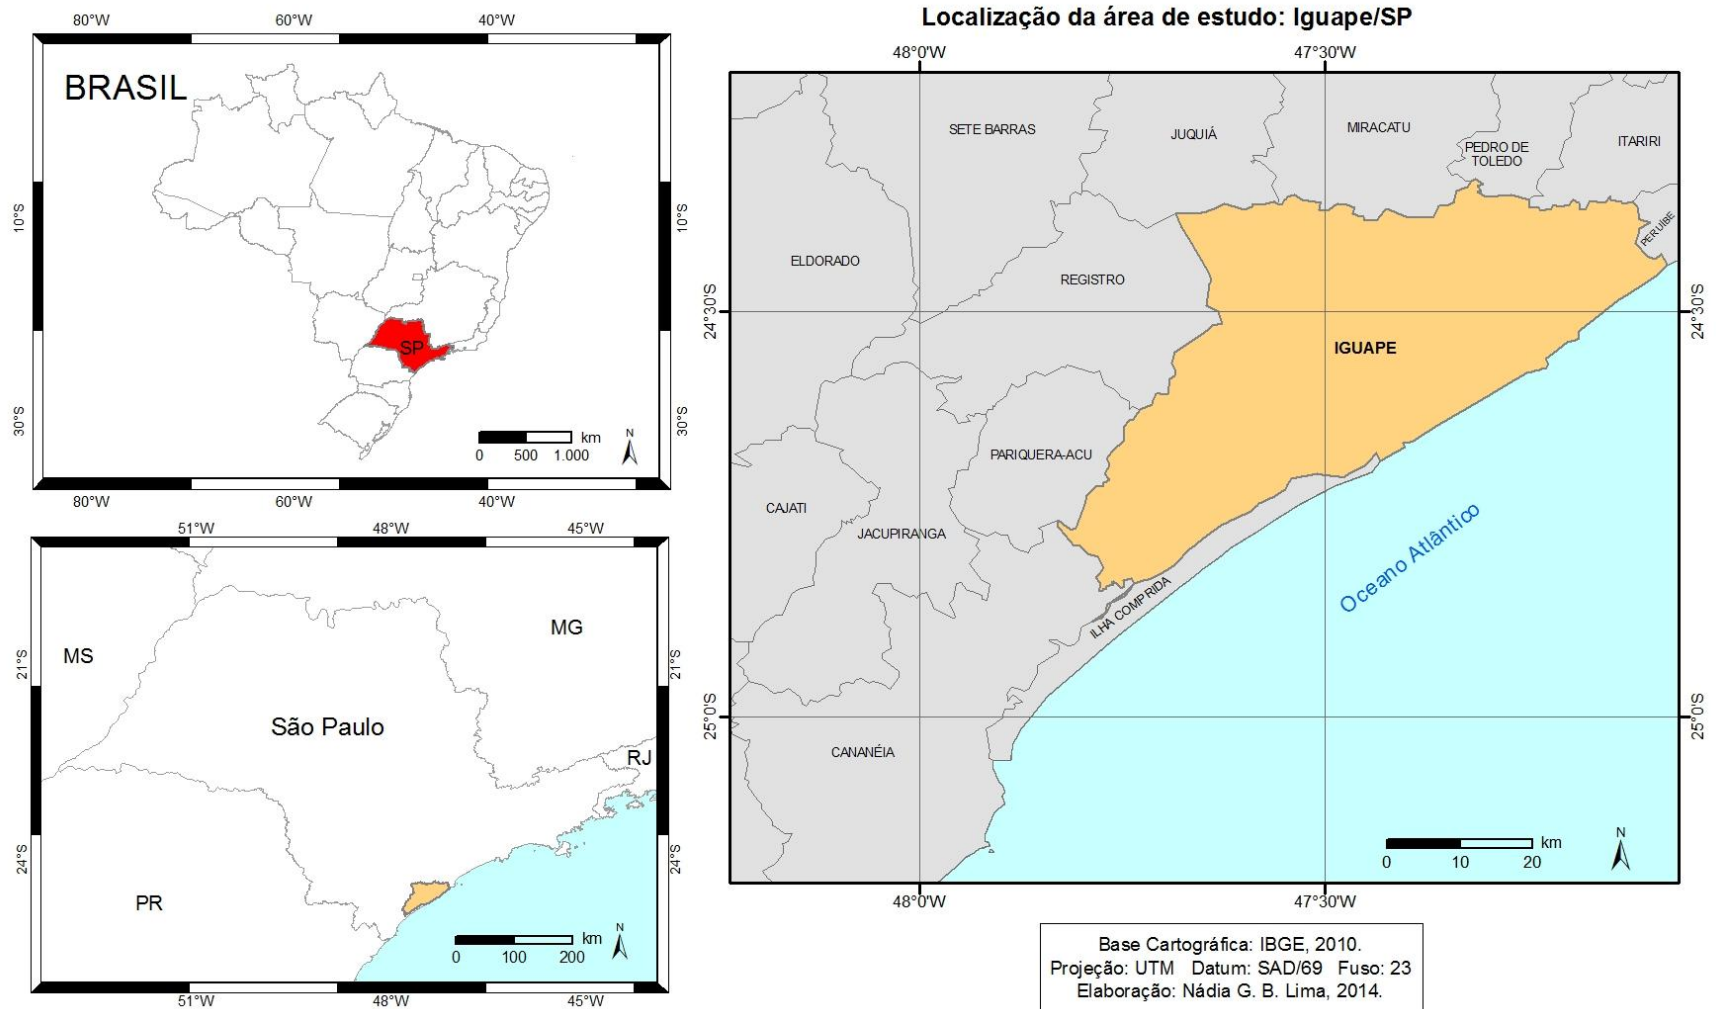 80°W 60°W 40°W
BRASIL
10°S 10°S
30°S 30°S
SP
km
0 500 1.000
N
80°W 60°W 40°W
51°W 48°W 45°W
MS
MG
21°S 21°S
São Paulo
RJ
24°S 24°S
PR
km
0 100 200
N
51°W 48°W 45°W
Localização da área de estudo: Iguape/SP
48°0'W 47°30'W
SETE BARRAS
JUQUIÁ
MIRACATU
PEDRO DE
TOLEDO
ITARIRI
PERUÍBE
ELDORADO
REGISTRO
24°30'S 24°30'S
IGUAPE
PARIQUERA-ACU
CAJATI
JACUPIRANGA
Oceano Atlântico
ILHA COMPRIDA
25°0'S 25°0'S
CANANÉIA
km
0 10 20
N
48°0'W 47°30'W
Base Cartográfica: IBGE, 2010.
Projeção: UTM Datum: SAD/69 Fuso: 23
Elaboração: Nádia G. B. Lima, 2014.